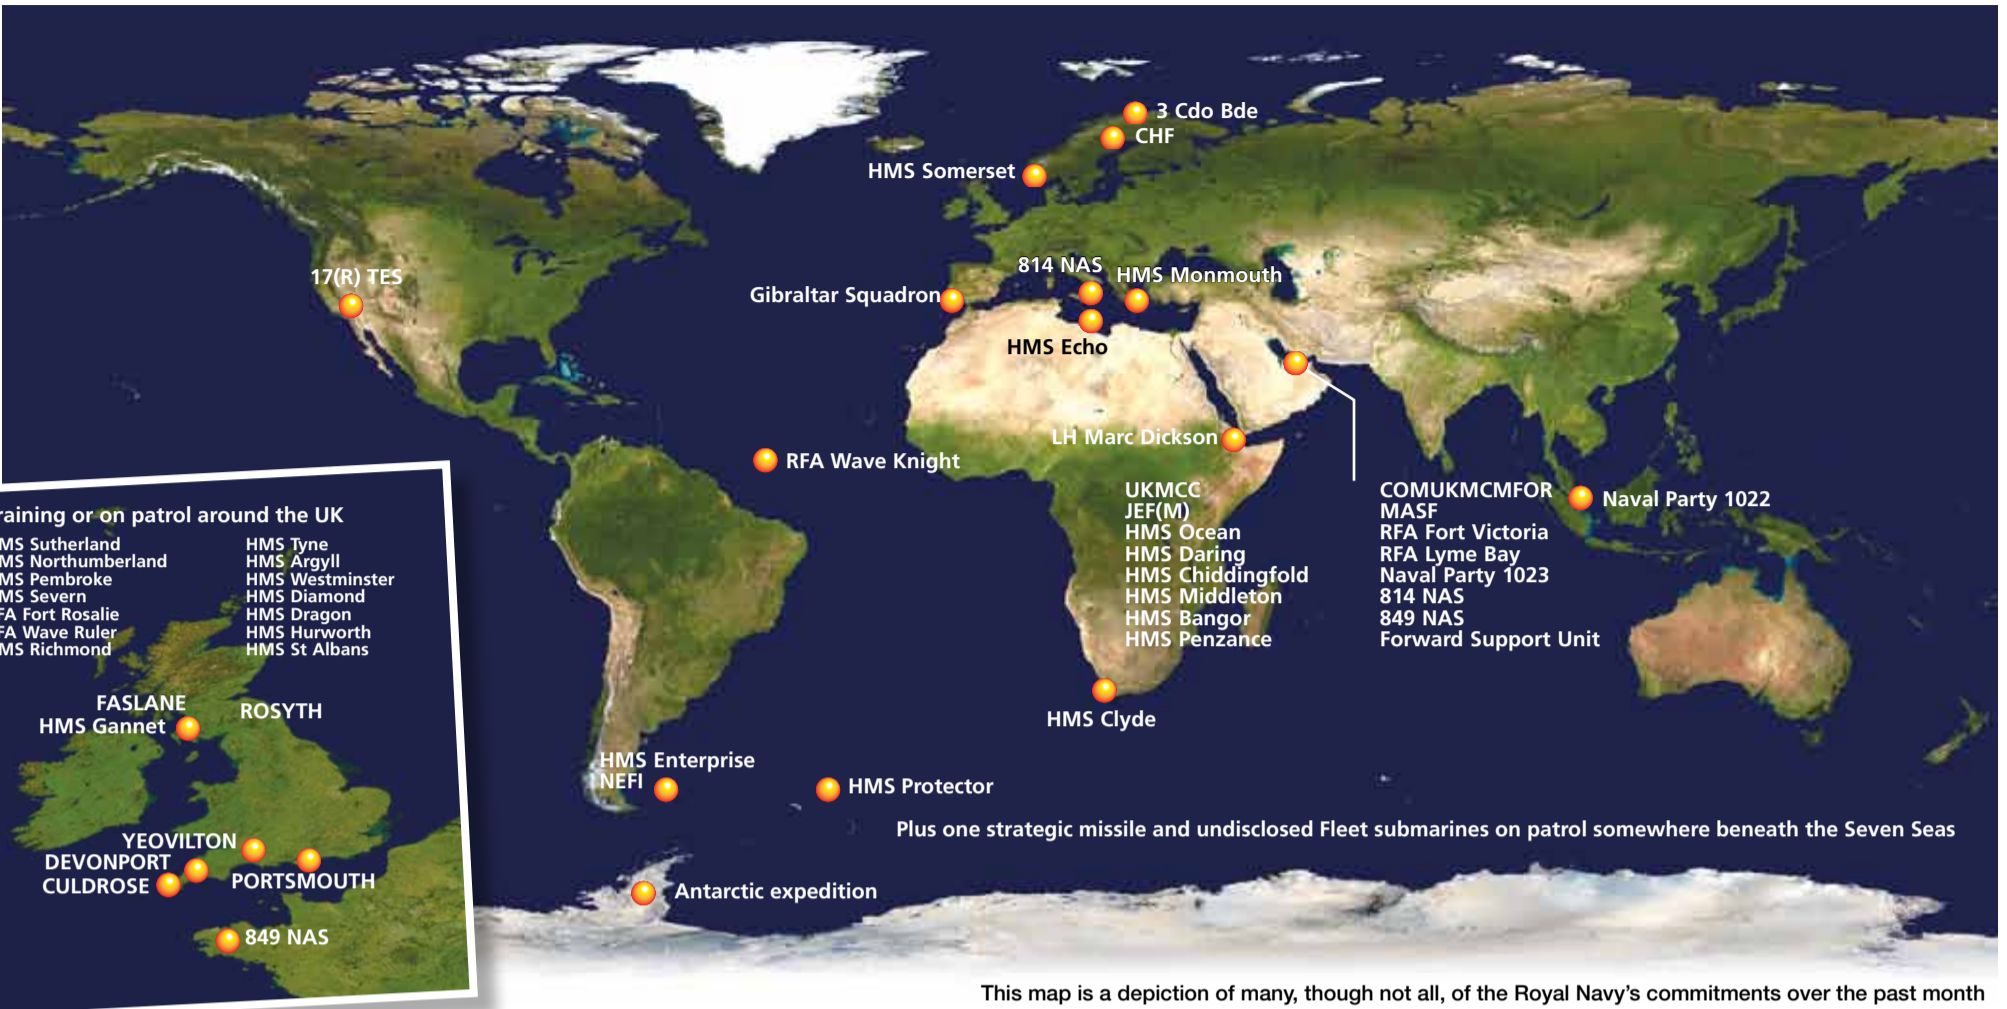 3 Cdo Bde
CHF
HMS Somerset
17(R) TES
814 NAS
HMS Monmouth
Gibraltar Squadron
HMS Echo
LH Marc Dickson
RFA Wave Knight
UKMCC
JEF(M)
HMS Ocean
HMS Daring
HMS Chiddingfold
HMS Middleton
HMS Bangor
HMS Penzance
COMUKMCMFOR
MASF
RFA Fort Victoria
RFA Lyme Bay
Naval Party 1023
814 NAS
849 NAS
Forward Support Unit
Naval Party 1022
HMS Clyde
HMS Enterprise
NEFI
HMS Protector
Plus one strategic missile and undisclosed Fleet submarines on patrol somewhere beneath the Seven Seas
Antarctic expedition
raining or on patrol around the UK
MS Sutherland
MS Northumberland
MS Pembroke
MS Severn
FA Fort Rosalie
FA Wave Ruler
MS Richmond
HMS Tyne
HMS Argyll
HMS Westminster
HMS Diamond
HMS Dragon
HMS Hurworth
HMS St Albans
FASLANE
HMS Gannet
ROSYTH
YEOVILTON
DEVONPORT
CULDROSE
PORTSMOUTH
849 NAS
This map is a depiction of many, though not all, of the Royal Navy's commitments over the past month